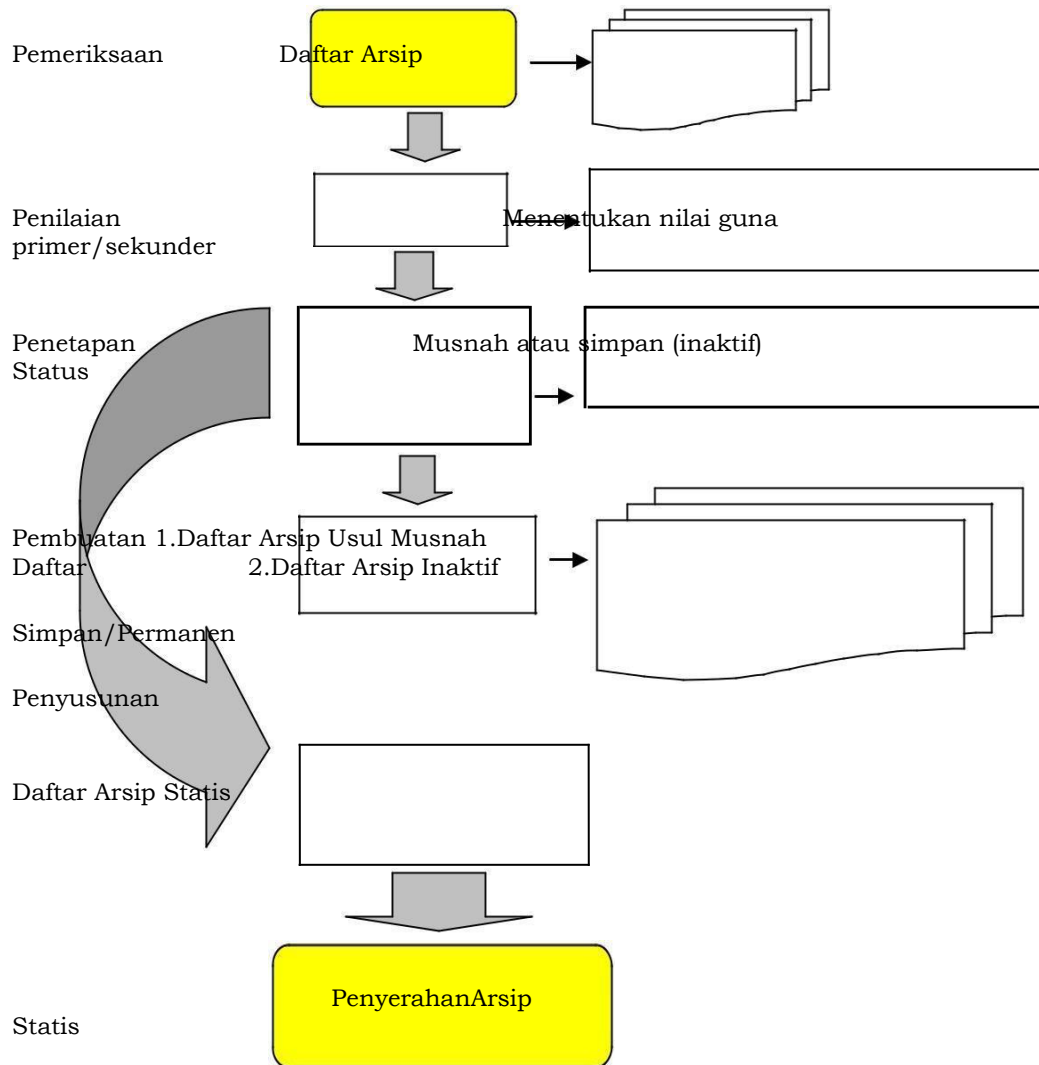 Pemeriksaan Daftar Arsip
Penilaian Menentukan nilai guna
primer/sekunder
Penetapan Musnah atau simpan (inaktif)
Status
Pembuatan 1.Daftar Arsip Usul Musnah
Daftar 2.Daftar Arsip Inaktif
Simpan/Permanen
Penyusunan
Daftar Arsip Statis
PenyerahanArsip
Statis